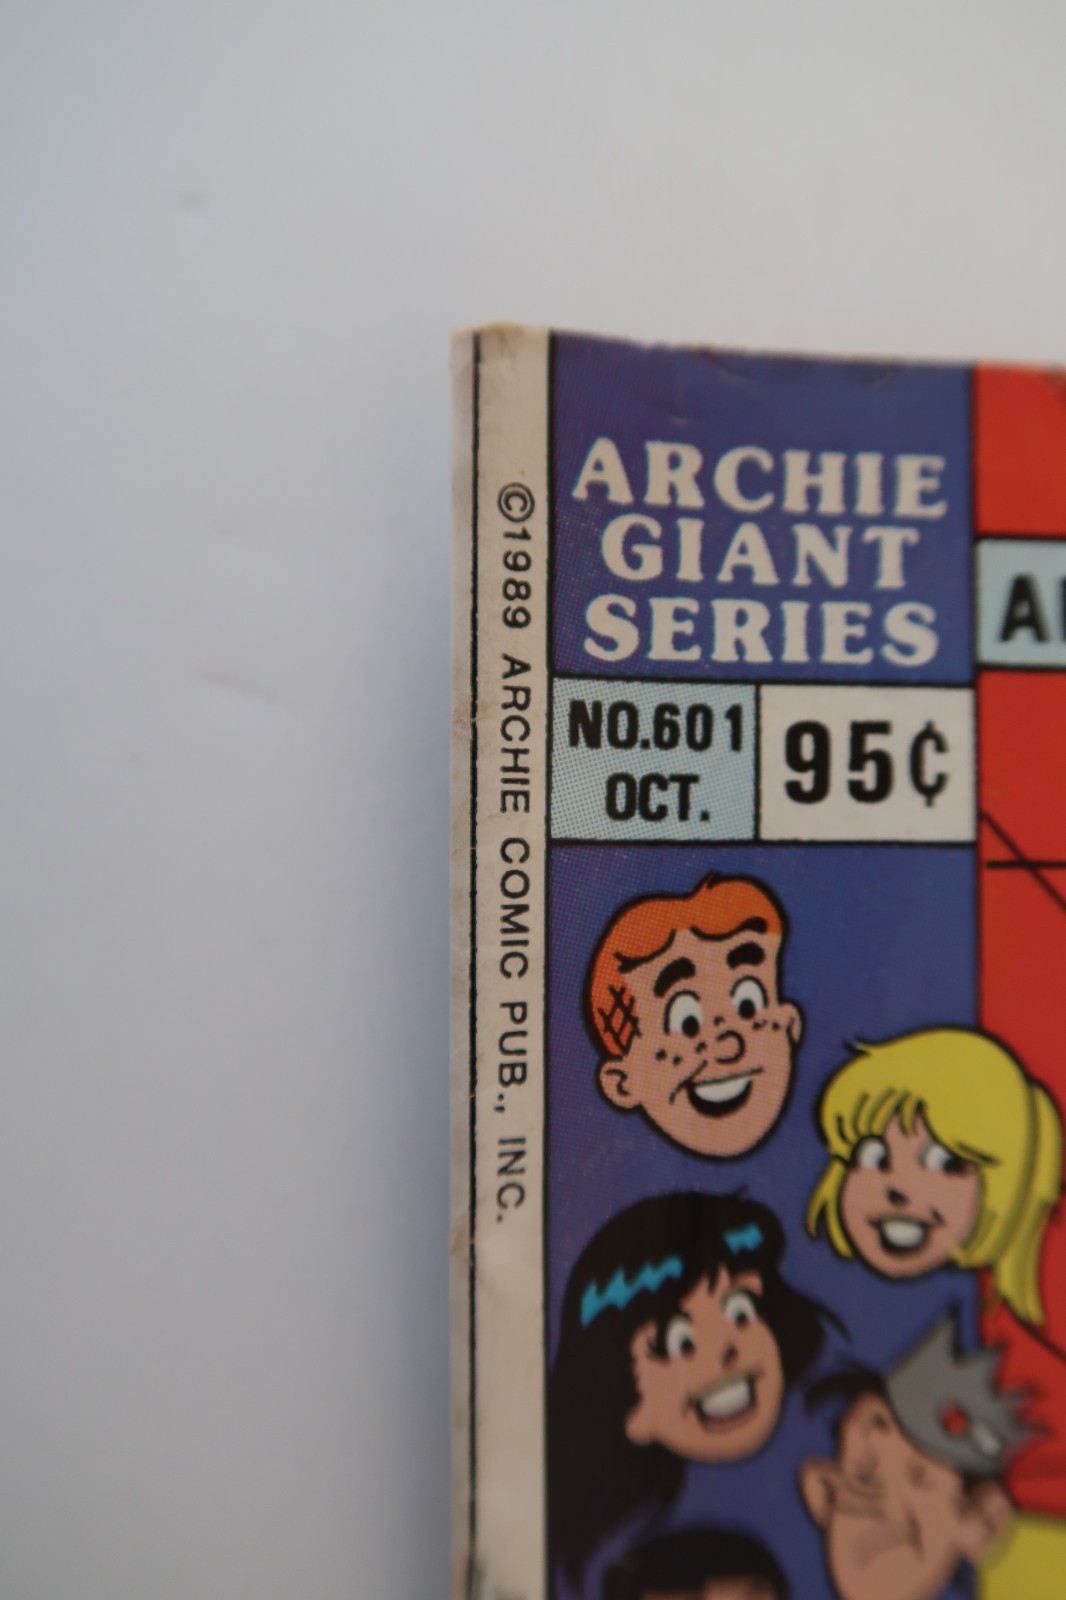 ©1989 ARCHIE COMIC PUB., INC.
ARCHIE
GIANT
SERIES
NO.601
OCT.
95¢